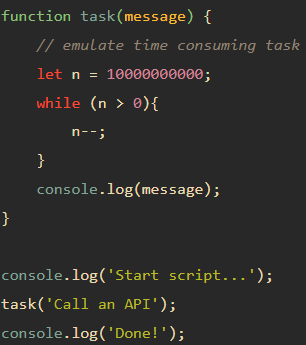 function task(message) {
    // emulate time consuming task
    let n = 10000000000;
    while (n > 0){
        n--;
    }
    console.log(message);
}

console.log('Start script...');
task('Call an API');
console.log('Done!');